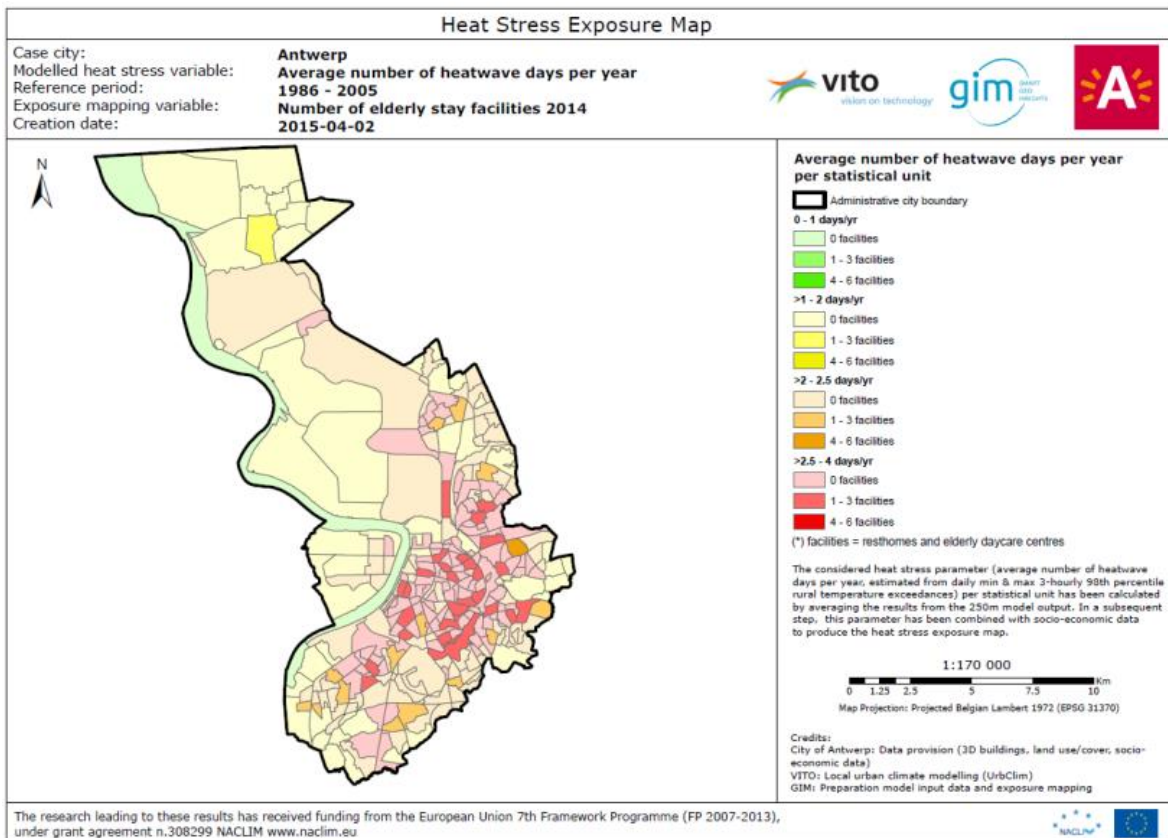 Heat Stress Exposure Map
Case city: Antwerp
Modelled heat stress variable: Average number of heatwave days per year
Reference period: 1986 - 2005
Exposure mapping variable: Number of elderly stay facilities 2014
Creation date: 2015-04-02
vito
vision on technology
gim
SMART
GEO
INSIGHTS
A
N
Average number of heatwave days per year
per statistical unit
Administrative city boundary
0 - 1 days/yr
0 facilities
1 - 3 facilities
4 - 6 facilities
>1 - 2 days/yr
0 facilities
1 - 3 facilities
4 - 6 facilities
>2 - 2.5 days/yr
0 facilities
1 - 3 facilities
4 - 6 facilities
>2.5 - 4 days/yr
0 facilities
1 - 3 facilities
4 - 6 facilities
(*) facilities = resthomes and elderly daycare centres
The considered heat stress parameter (average number of heatwave
days per year, estimated from daily min & max 3-hourly 98th percentile
rural temperature exceedances) per statistical unit has been calculated
by averaging the results from the 250m model output. In a subsequent
step, this parameter has been combined with socio-economic data
to produce the heat stress exposure map.
1:170 000
Km
0 1.25 2.5 5 7.5 10
Map Projection: Projected Belgian Lambert 1972 (EPSG 31370)
Credits:
City of Antwerp: Data provision (3D buildings, land use/cover, socio-
economic data)
VITO: Local urban climate modelling (UrbClim)
GIM: Preparation model input data and exposure mapping
The research leading to these results has received funding from the European Union 7th Framework Programme (FP 2007-2013),
under grant agreement n.308299 NACLIM www.naclim.eu
NACLIM